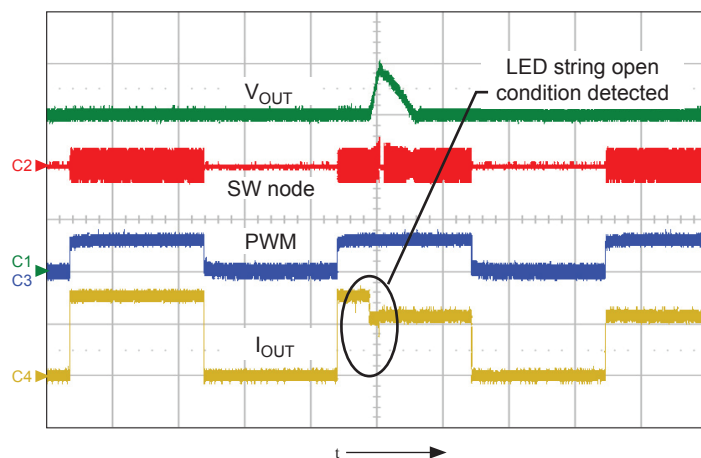 LED string open
condition detected
VOUT
C2
SW node
PWM
C1
C3
IOUT
C4
t